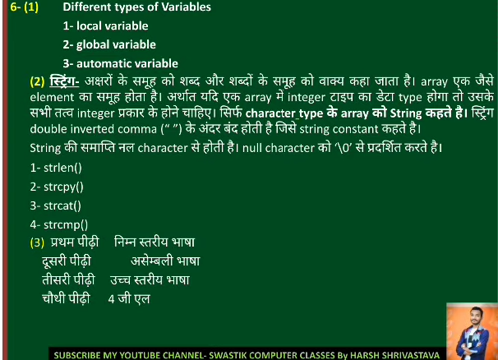 6- (1) Different types of Variables
1- local variable
2- global variable
3- automatic variable
(2) स्ट्रिंग- अक्षरों के समूह को शब्द और शब्दों के समूह को वाक्य कहा जाता है। array एक जैसे
element का समूह होता है। अर्थात यदि एक array मे integer टाइप का डेटा type होगा तो उसके
सभी तत्व integer प्रकार के होने चाहिए। सिर्फ character type के array को String कहते है। स्ट्रिंग
double inverted comma (“ ”) के अंदर बंद होती है जिसे string constant कहते है।
String की समाप्ति नल character से होती है। null character को ‘\0’ से प्रदर्शित करते है।
1- strlen()
2- strcpy()
3- strcat()
4- strcmp()
(3) प्रथम पीढ़ी निम्न स्तरीय भाषा
दूसरी पीढ़ी असेम्बली भाषा
तीसरी पीढ़ी उच्च स्तरीय भाषा
चौथी पीढ़ी 4 जी एल
SUBSCRIBE MY YOUTUBE CHANNEL- SWASTIK COMPUTER CLASSES By HARSH SHRIVASTAVA